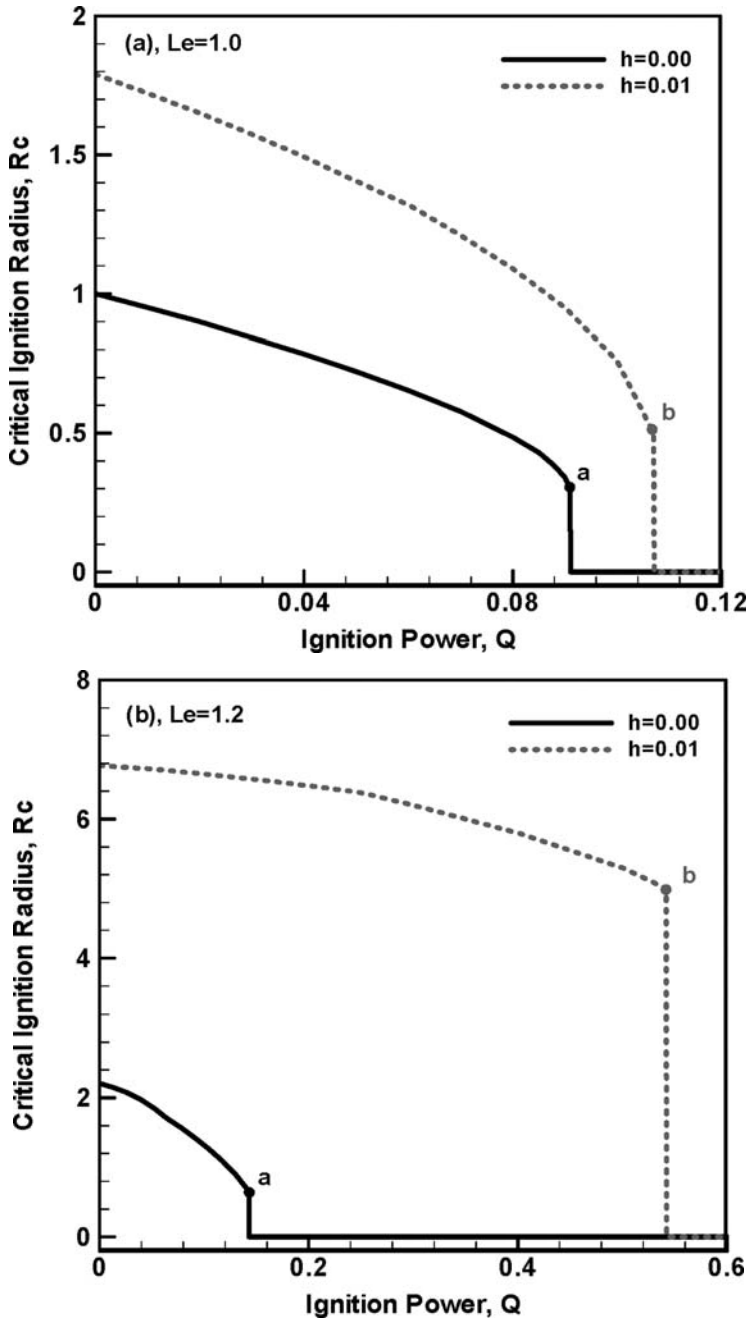 2
(a), Le=1.0
h=0.00
h=0.01
1.5
1
0.5
b
a
0
0
0.04
0.08
0.12
Critical Ignition Radius, Rc
Ignition Power, Q
8
(b), Le=1.2
h=0.00
h=0.01
6
b
4
2
a
0
0
0.2
0.4
0.6
Critical Ignition Radius, Rc
Ignition Power, Q